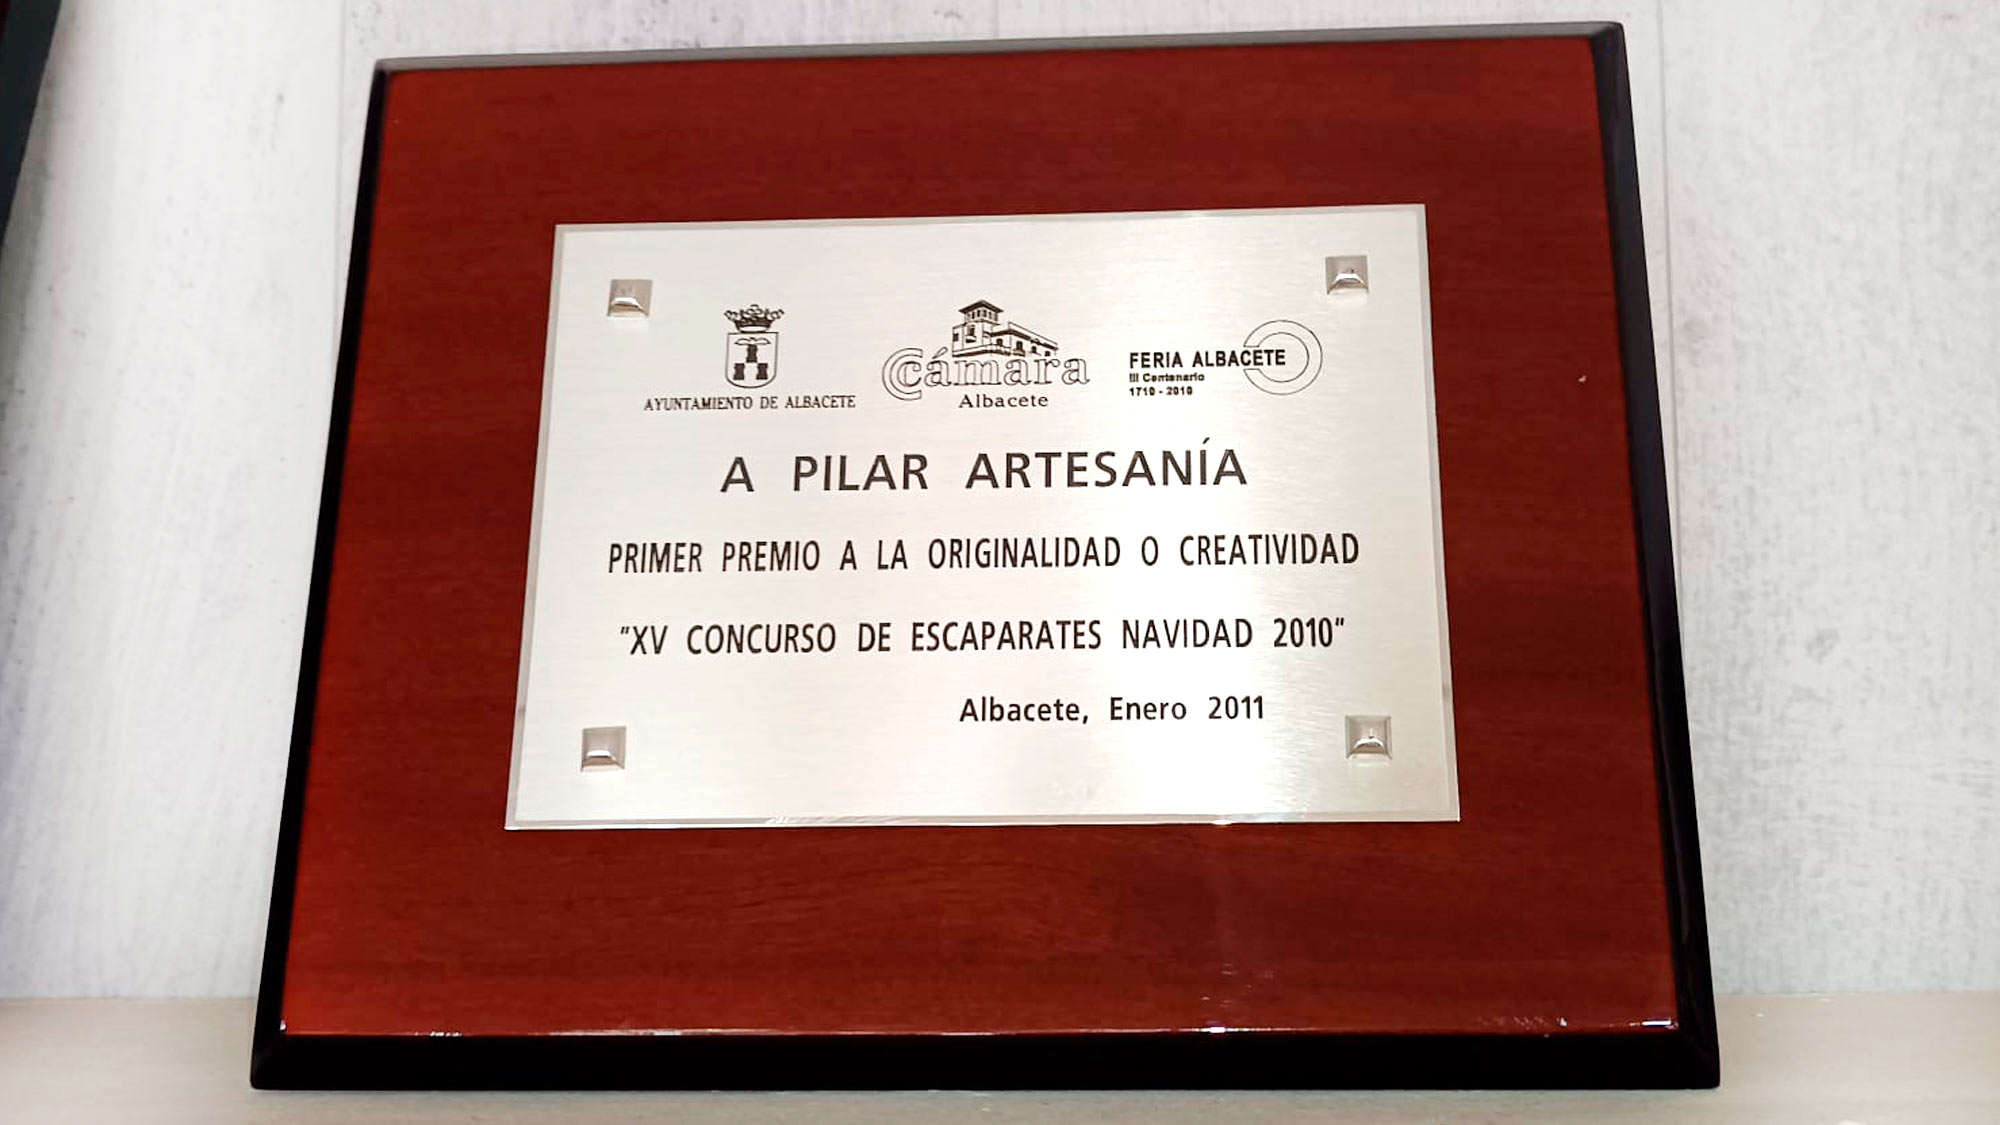 AYUNTAMIENTO DE ALBACETE
Cámara
Albacete
FERIA ALBACETE
III Centenario
1710 - 2010
A PILAR ARTESANÍA
PRIMER PREMIO A LA ORIGINALIDAD O CREATIVIDAD
"XV CONCURSO DE ESCAPARATES NAVIDAD 2010"
Albacete, Enero 2011